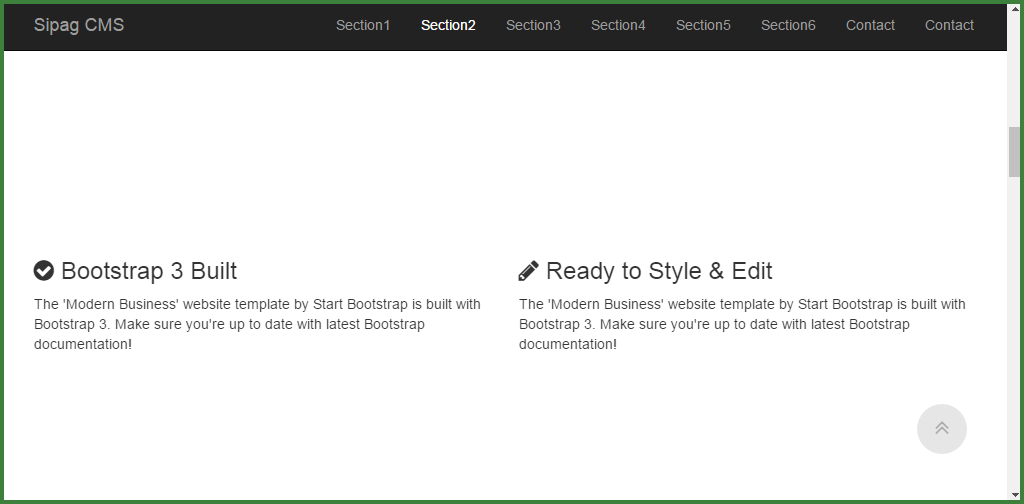 Sipag CMS Section1 Section2 Section3 Section4 Section5 Section6 Contact Contact
Bootstrap 3 Built
The 'Modern Business' website template by Start Bootstrap is built with
Bootstrap 3. Make sure you're up to date with latest Bootstrap
documentation!
Ready to Style & Edit
The 'Modern Business' website template by Start Bootstrap is built with
Bootstrap 3. Make sure you're up to date with latest Bootstrap
documentation!